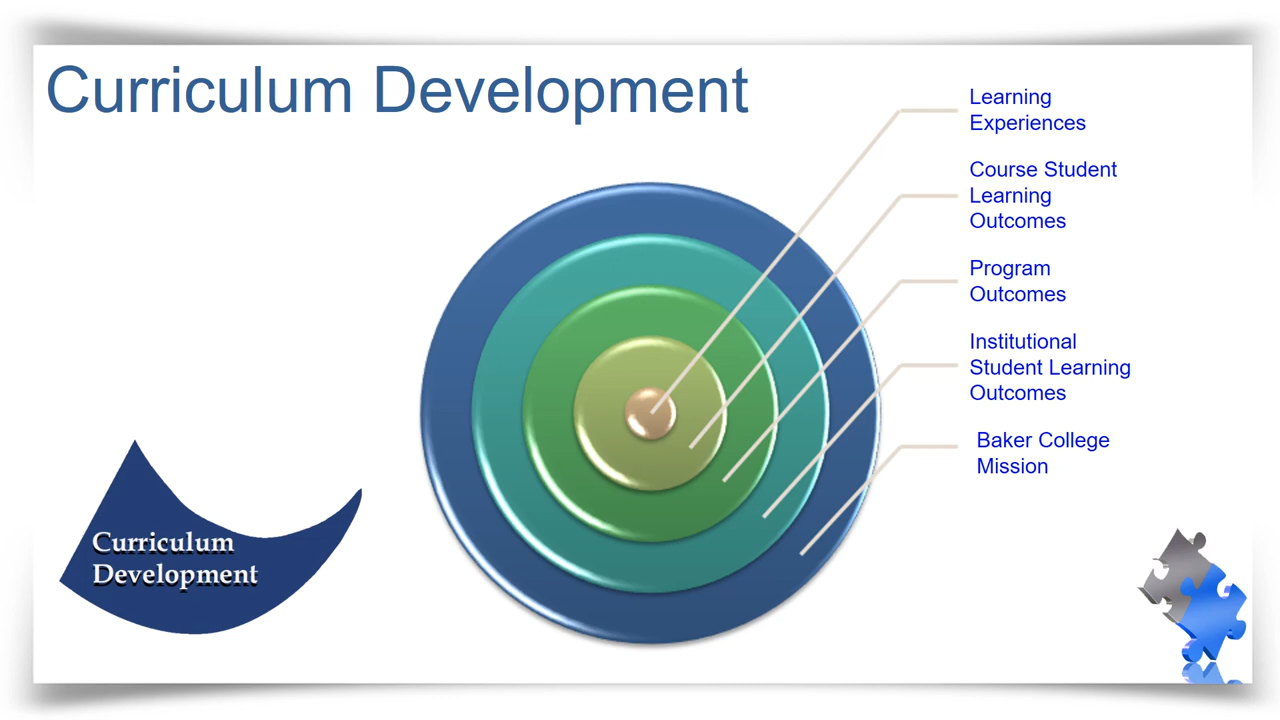 Curriculum Development
Learning
Experiences
Course Student
Learning
Outcomes
Program
Outcomes
Institutional
Student Learning
Outcomes
Baker College
Mission
Curriculum
Development